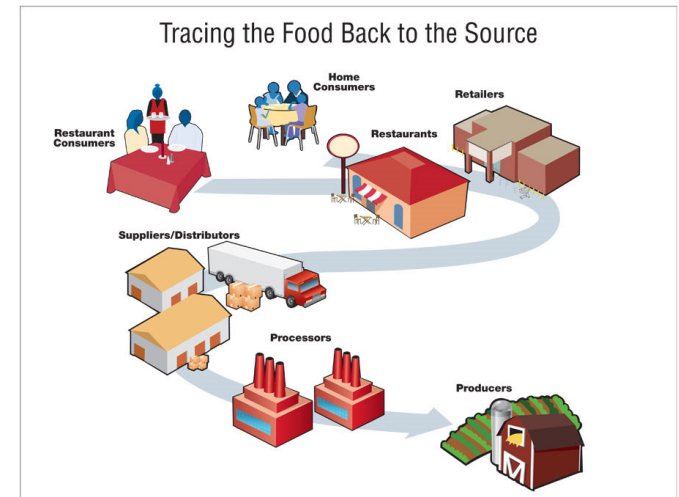 Tracing the Food Back to the Source
Home
Consumers
Retailers
Restaurant
Consumers
Restaurants
Suppliers/Distributors
Processors
Producers